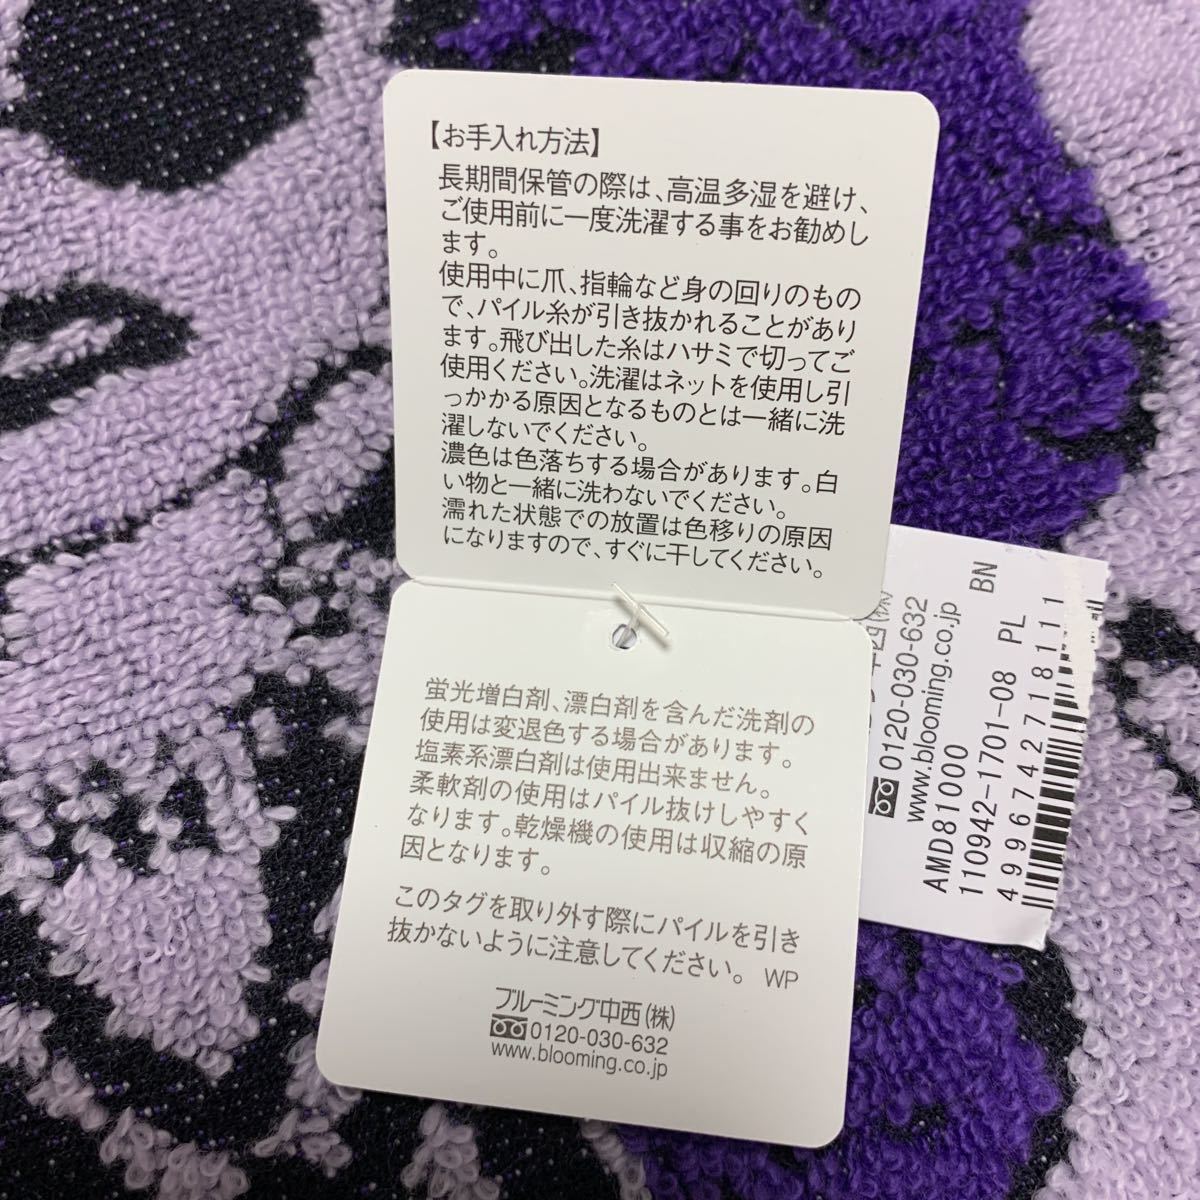 【お手入れ方法】
長期間保管の際は、高温多湿を避け、
ご使用前に一度洗濯する事をお勧めし
ます。
使用中に爪、指輪など身の回りのもの
で、パイル糸が引き抜かれることがあり
ます。飛び出した糸はハサミで切ってご
使用ください。洗濯はネットを使用し引
っかかる原因となるものとは一緒に洗
濯しないでください。
濃色は色落ちする場合があります。白
い物と一緒に洗わないでください。
濡れた状態での放置は色移りの原因
になりますので、すぐに干してください。
蛍光増白剤、漂白剤を含んだ洗剤の
使用は変退色する場合があります。
塩素系漂白剤は使用出来ません。
柔軟剤の使用はパイル抜けしやすく
なります。乾燥機の使用は収縮の原
因となります。
このタグを取り外す際にパイルを引き
抜かないように注意してください。 WP
ブルーミング中西(株)
0120-030-632
www.blooming.co.jp
西(株)
0120-030-632
www.blooming.co.jp BN
AMD81000
110942-1701-08 PL
4996742718111